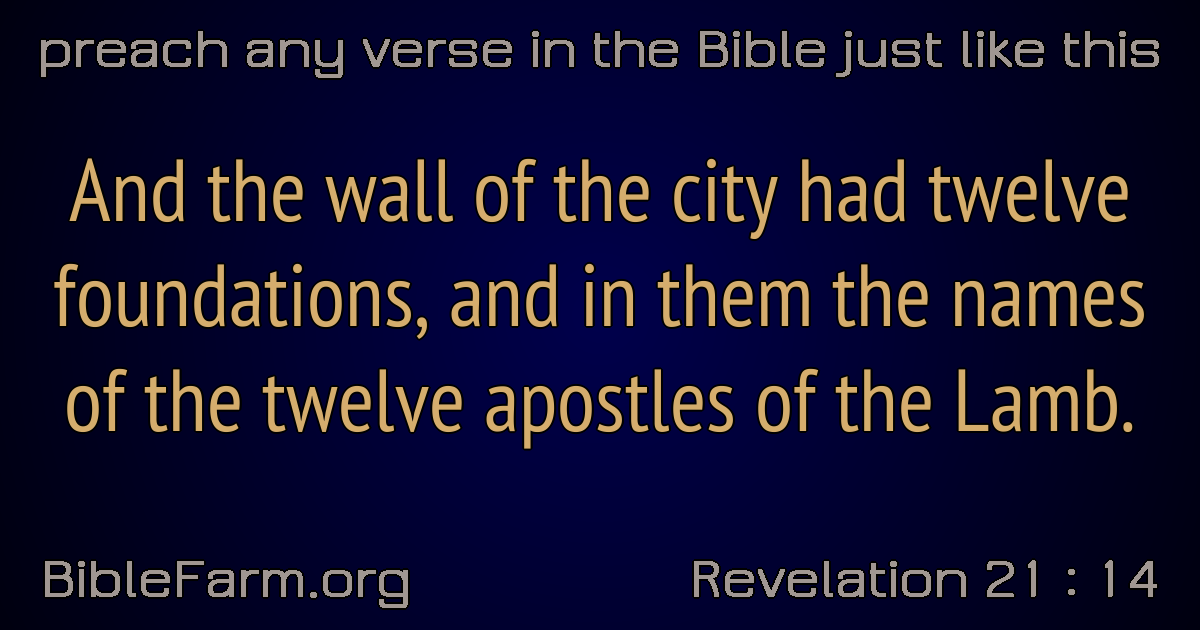 preach any verse in the Bible just like this
And the wall of the city had twelve
foundations, and in them the names
of the twelve apostles of the Lamb.
BibleFarm.org
Revelation 21 : 14